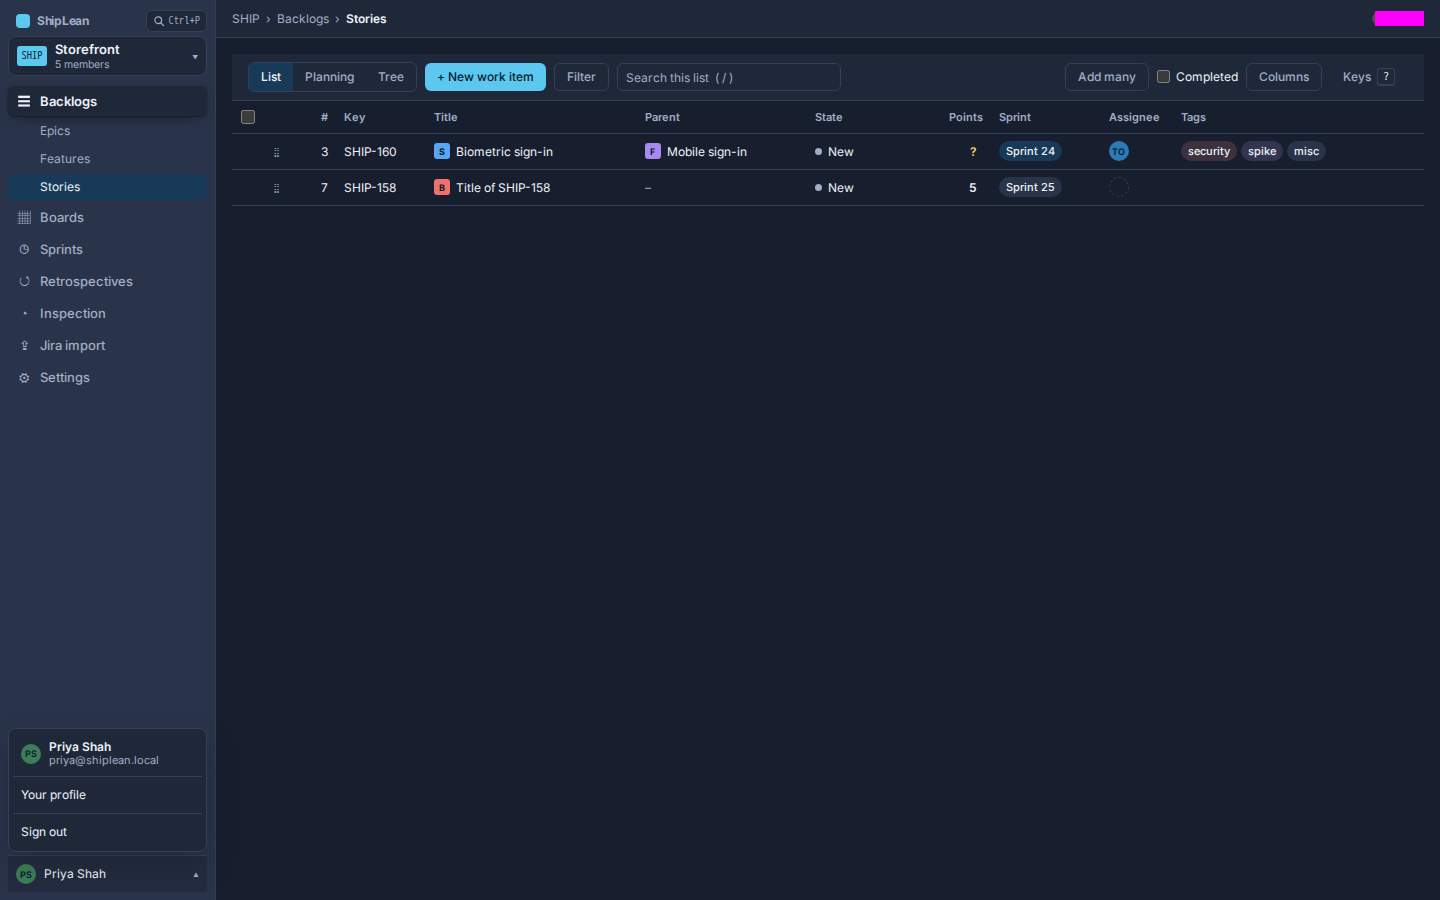 ShipLean Ctrl+P
SHIP Storefront
5 members
Backlogs
Epics
Features
Stories
Boards
Sprints
Retrospectives
Inspection
Jira import
Settings
PS Priya Shah
priya@shiplean.local
Your profile
Sign out
PS Priya Shah
SHIP › Backlogs › Stories
List Planning Tree + New work item Filter Search this list ( / ) Add many Completed Columns Keys ?
# Key Title Parent State Points Sprint Assignee Tags
3 SHIP-160 S Biometric sign-in F Mobile sign-in New ? Sprint 24 TO security spike misc
7 SHIP-158 B Title of SHIP-158 – New 5 Sprint 25